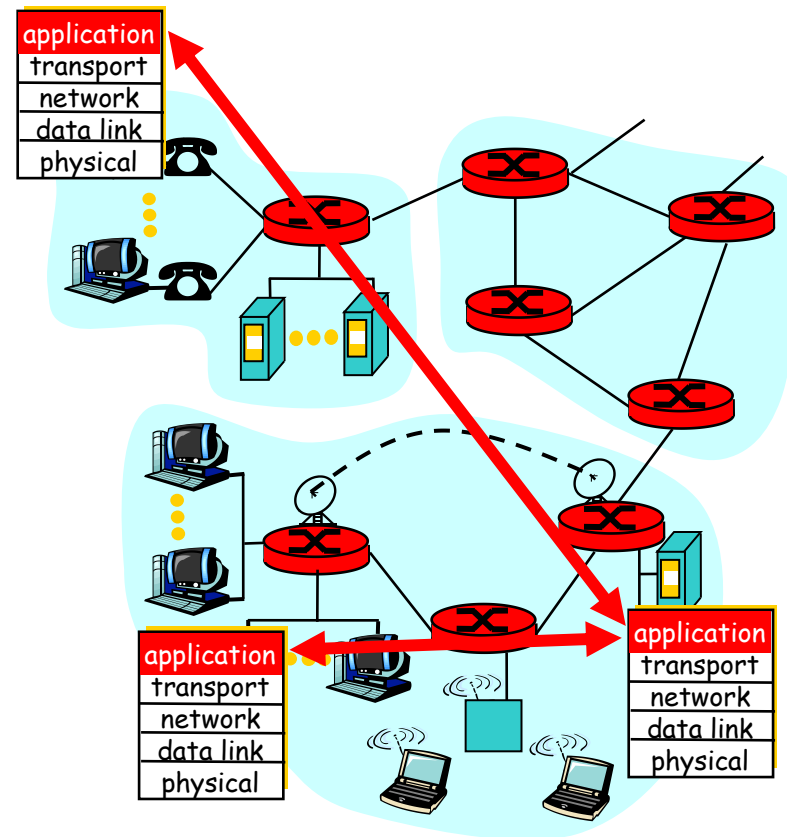 application
transport
network
data link
physical
application
transport
network
data link
physical
application
transport
network
data link
physical